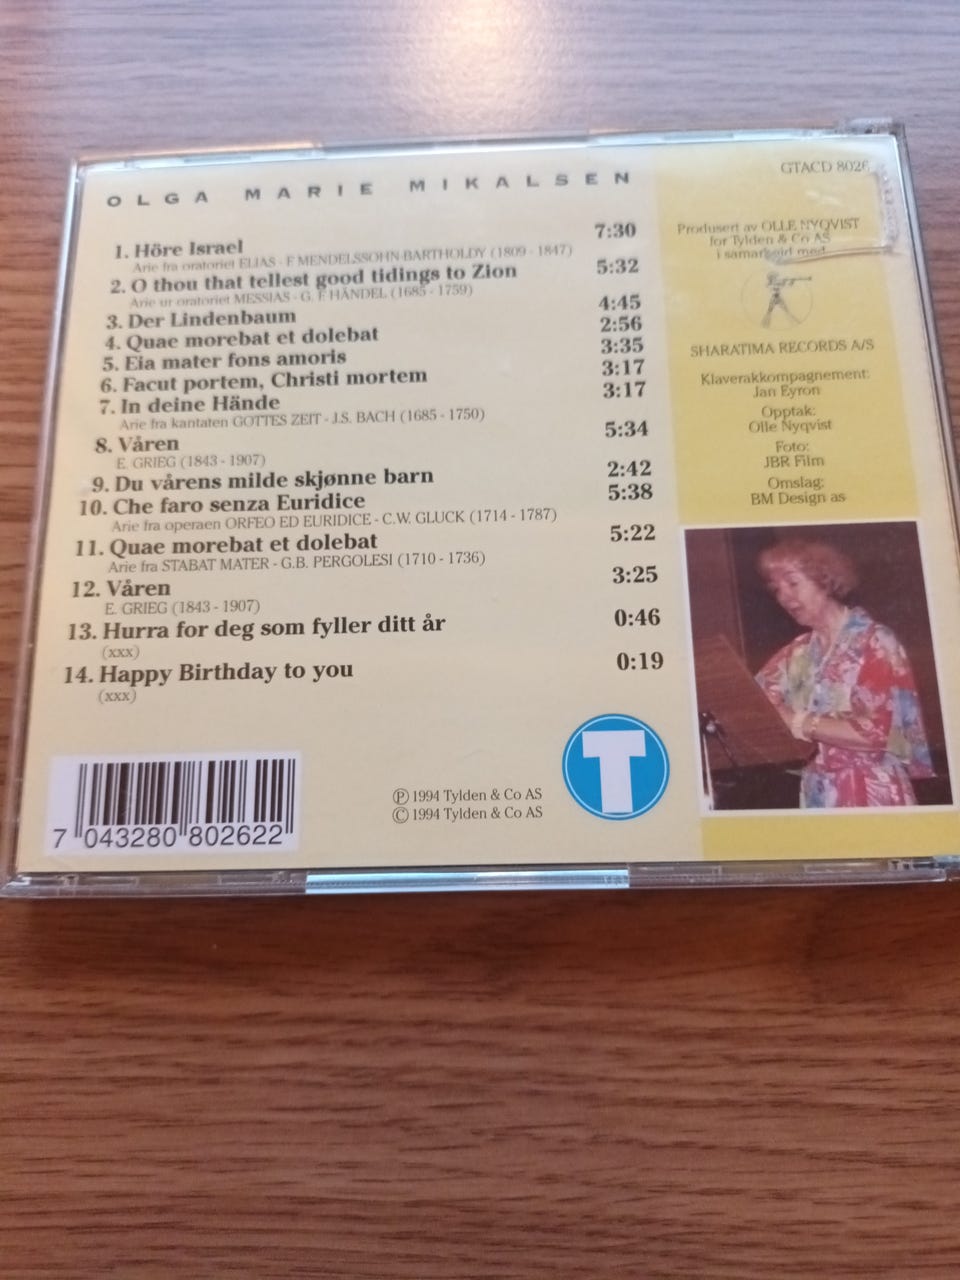 OLGA MARIE MIKALSEN
1. Höre Israel 7:30
Arie fra oratoriet ELIAS - F. MENDELSSOHN-BARTHOLDY (1809 - 1847)
2. O thou that tellest good tidings to Zion 5:32
Arie ur oratoriet MESSIAS - G. F. HÄNDEL (1685 - 1759)
3. Der Lindenbaum 4:45
4. Quae morebat et dolebat 2:56
5. Eia mater fons amoris 3:35
6. Facut portem, Christi mortem 3:17
7. In deine Hände 3:17
Arie fra kantaten GOTTES ZEIT - J.S. BACH (1685 - 1750)
8. Våren 5:34
E. GRIEG (1843 - 1907)
9. Du vårens milde skjønne barn 2:42
10. Che faro senza Euridice 5:38
Arie fra operaen ORFEO ED EURIDICE - C.W. GLUCK (1714 - 1787)
11. Quae morebat et dolebat 5:22
Arie fra STABAT MATER - G.B. PERGOLESI (1710 - 1736)
12. Våren 3:25
E. GRIEG (1843 - 1907)
13. Hurra for deg som fyller ditt år 0:46
(xxx)
14. Happy Birthday to you 0:19
(xxx)
7 043280 802622
℗ 1994 Tylden & Co AS
© 1994 Tylden & Co AS
T
GTACD 8026
Produsert av OLLE NYQVIST
for Tylden & Co AS
i samarbeid med
SHARATIMA RECORDS A/S
Klaverakkompagnement:
Jan Eyron
Opptak:
Olle Nyqvist
Foto:
JBR Film
Omslag:
BM Design as